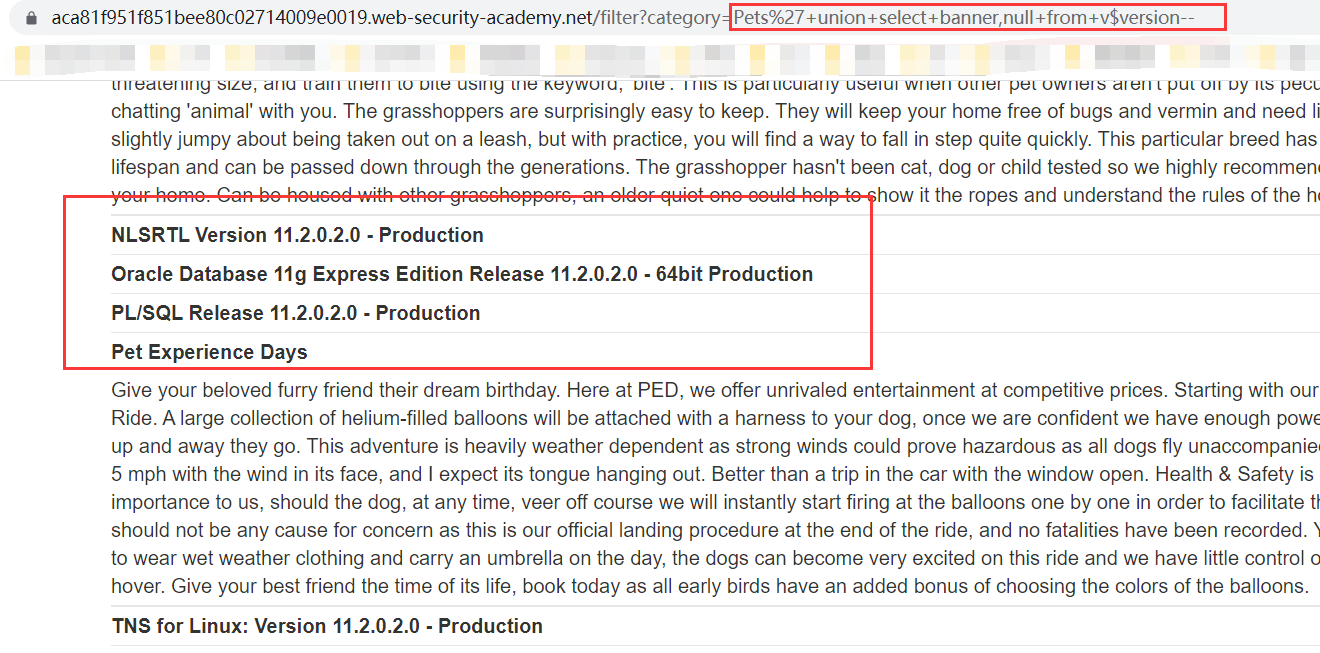 aca81f951f851bee80c02714009e0019.web-security-academy.net/filter?category=Pets%27+union+select+banner,null+from+v$version--
threatening size, and train them to bite using the keyword, 'bite'. This is particularly useful when other pet owners aren't put off by its
chatting 'animal' with you. The grasshoppers are surprisingly easy to keep. They will keep your home free of bugs and vermin and need
slightly jumpy about being taken out on a leash, but with practice, you will find a way to fall in step quite quickly. This particular breed has
lifespan and can be passed down through the generations. The grasshopper hasn't been cat, dog or child tested so we highly
your home. Can be housed with other grasshoppers, an older quiet one could help to show it the ropes and understand the rules of the
NLSRTL Version 11.2.0.2.0 - Production
Oracle Database 11g Express Edition Release 11.2.0.2.0 - 64bit Production
PL/SQL Release 11.2.0.2.0 - Production
Pet Experience Days
Give your beloved furry friend their dream birthday. Here at PED, we offer unrivaled entertainment at competitive prices. Starting with our
Ride. A large collection of helium-filled balloons will be attached with a harness to your dog, once we are confident we have enough
up and away they go. This adventure is heavily weather dependent as strong winds could prove hazardous as all dogs fly
5 mph with the wind in its face, and I expect its tongue hanging out. Better than a trip in the car with the window open. Health & Safety is
importance to us, should the dog, at any time, veer off course we will instantly start firing at the balloons one by one in order to facilitate
should not be any cause for concern as this is our official landing procedure at the end of the ride, and no fatalities have been recorded.
to wear wet weather clothing and carry an umbrella on the day, the dogs can become very excited on this ride and we have little control
hover. Give your best friend the time of its life, book today as all early birds have an added bonus of choosing the colors of the balloons.
TNS for Linux: Version 11.2.0.2.0 - Production